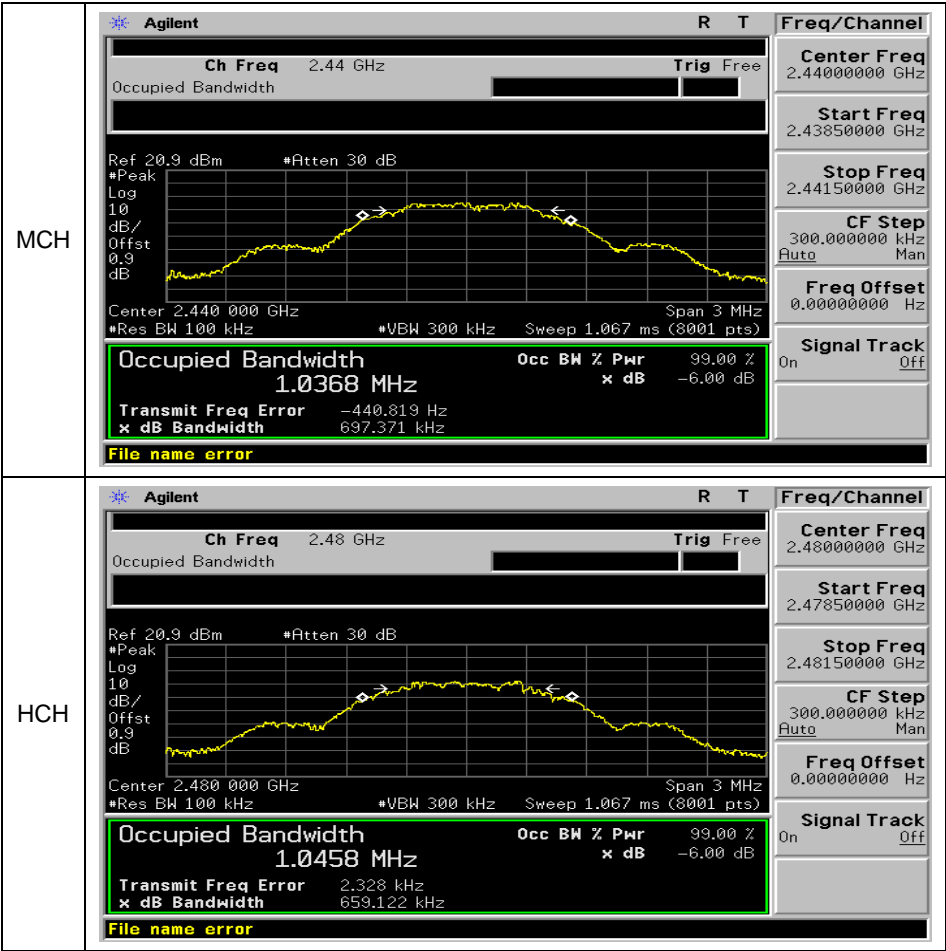 MCH
Agilent R T Freq/Channel
Ch Freq 2.44 GHz Trig Free
Occupied Bandwidth
Center Freq
2.44000000 GHz
Start Freq
2.43850000 GHz
Stop Freq
2.44150000 GHz
CF Step
300.000000 kHz
Auto Man
Freq Offset
0.00000000 Hz
Signal Track
On Off
Ref 20.9 dBm #Atten 30 dB
#Peak
Log
10
dB/
Offst
0.9
dB
Center 2.440 000 GHz Span 3 MHz
#Res BW 100 kHz #VBW 300 kHz Sweep 1.067 ms (8001 pts)
Occupied Bandwidth Occ BW % Pwr 99.00 %
1.0368 MHz x dB -6.00 dB
Transmit Freq Error -440.819 Hz
x dB Bandwidth 697.371 kHz
File name error
HCH
Agilent R T Freq/Channel
Ch Freq 2.48 GHz Trig Free
Occupied Bandwidth
Center Freq
2.48000000 GHz
Start Freq
2.47850000 GHz
Stop Freq
2.48150000 GHz
CF Step
300.000000 kHz
Auto Man
Freq Offset
0.00000000 Hz
Signal Track
On Off
Ref 20.9 dBm #Atten 30 dB
#Peak
Log
10
dB/
Offst
0.9
dB
Center 2.480 000 GHz Span 3 MHz
#Res BW 100 kHz #VBW 300 kHz Sweep 1.067 ms (8001 pts)
Occupied Bandwidth Occ BW % Pwr 99.00 %
1.0458 MHz x dB -6.00 dB
Transmit Freq Error 2.328 kHz
x dB Bandwidth 659.122 kHz
File name error